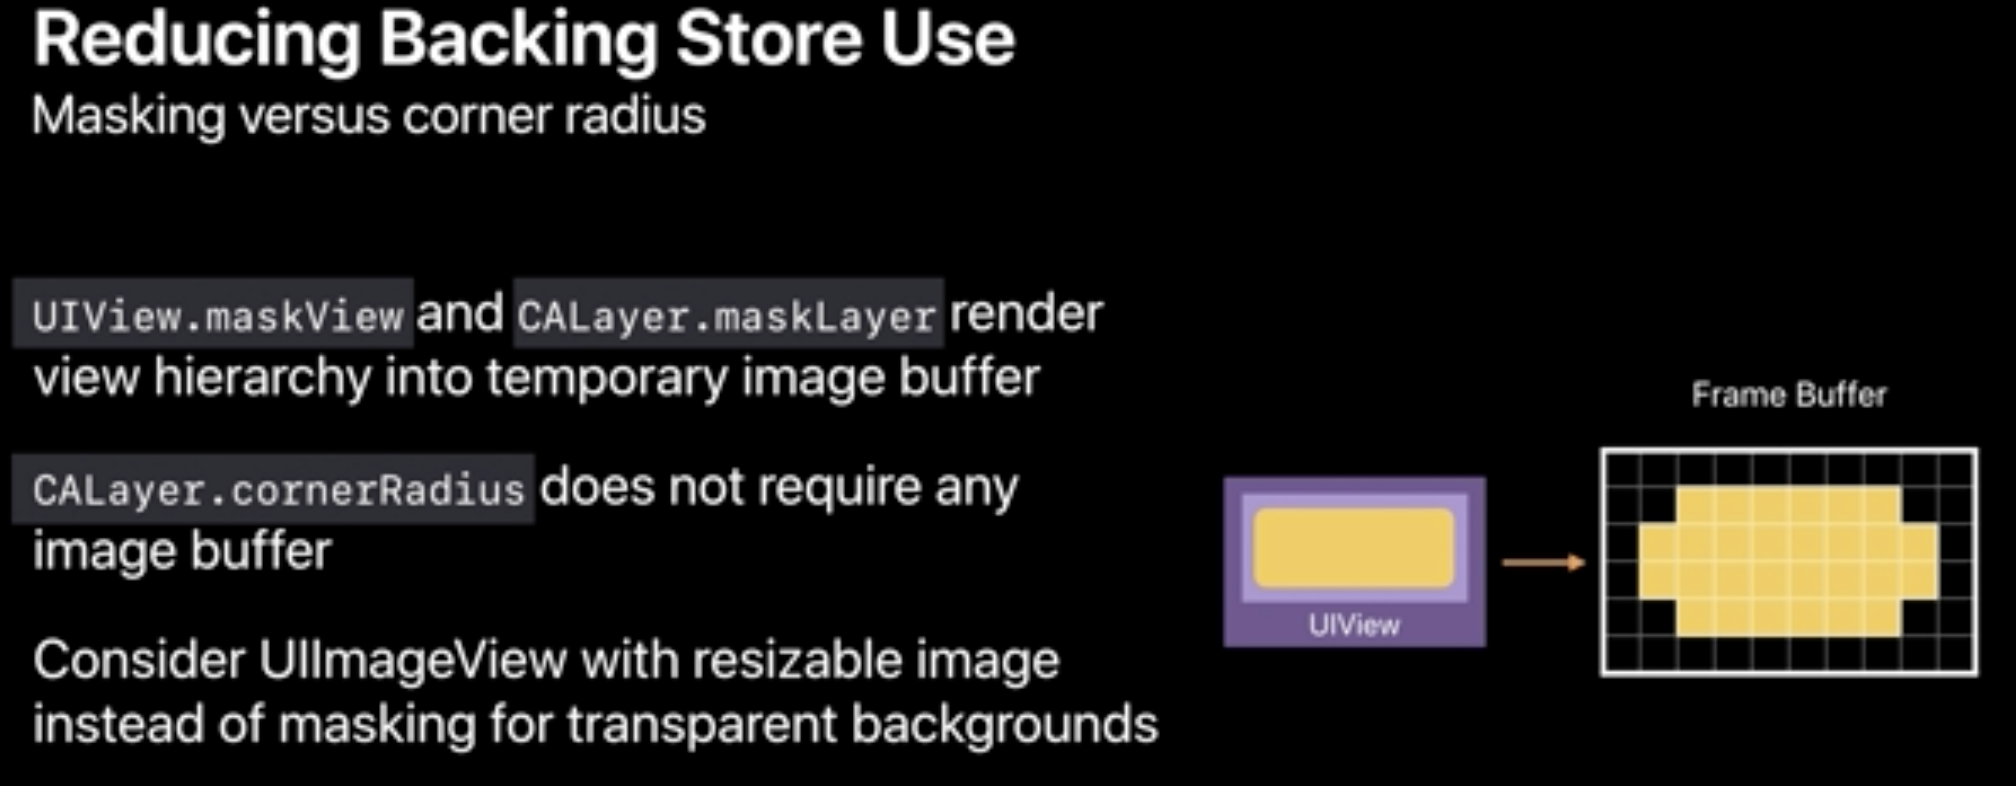 Reducing Backing Store Use
Masking versus corner radius
UIView.maskView and CALayer.maskLayer render
view hierarchy into temporary image buffer
CALayer.cornerRadius does not require any
image buffer
Consider UIImageView with resizable image
instead of masking for transparent backgrounds
Frame Buffer
UIView